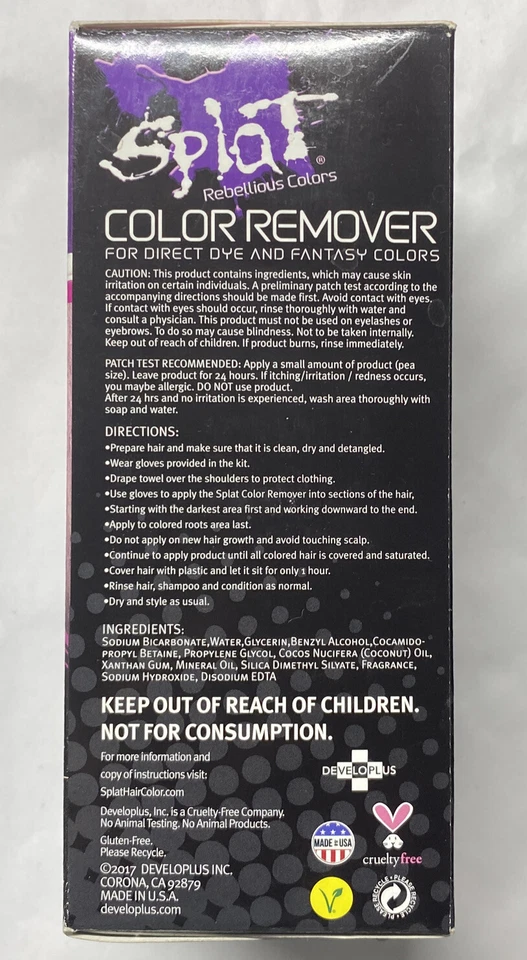 Splat®
Rebellious Colors
COLOR REMOVER
FOR DIRECT DYE AND FANTASY COLORS
CAUTION: This product contains ingredients, which may cause skin
irritation on certain individuals. A preliminary patch test according to the
accompanying directions should be made first. Avoid contact with eyes.
If contact with eyes should occur, rinse thoroughly with water and
consult a physician. This product must not be used on eyelashes or
eyebrows. To do so may cause blindness. Not to be taken internally.
Keep out of reach of children. If product burns, rinse immediately.
PATCH TEST RECOMMENDED: Apply a small amount of product (pea
size). Leave product for 24 hours. If itching/irritation / redness occurs,
you maybe allergic. DO NOT use product.
After 24 hrs and no irritation is experienced, wash area thoroughly with
soap and water.
DIRECTIONS:
•Prepare hair and make sure that it is clean, dry and detangled.
•Wear gloves provided in the kit.
•Drape towel over the shoulders to protect clothing.
•Use gloves to apply the Splat Color Remover into sections of the hair,
•Starting with the darkest area first and working downward to the end.
•Apply to colored roots area last.
•Do not apply on new hair growth and avoid touching scalp.
•Continue to apply product until all colored hair is covered and saturated.
•Cover hair with plastic and let it sit for only 1 hour.
•Rinse hair, shampoo and condition as normal.
•Dry and style as usual.
INGREDIENTS:
SODIUM BICARBONATE,WATER,GLYCERIN,BENZYL ALCOHOL,COCAMIDO-
PROPYL BETAINE, PROPYLENE GLYCOL, COCOS NUCIFERA (COCONUT) OIL,
XANTHAN GUM, MINERAL OIL, SILICA DIMETHYL SILYATE, FRAGRANCE,
SODIUM HYDROXIDE, DISODIUM EDTA
KEEP OUT OF REACH OF CHILDREN.
NOT FOR CONSUMPTION.
For more information and
copy of instructions visit:
SplatHairColor.com
DEVELOPLUS
Developlus, Inc. is a Cruelty-Free Company.
No Animal Testing. No Animal Products.
Gluten-Free.
Please Recycle.
MADE IN USA
crueltyfree
©2017 DEVELOPLUS INC.
CORONA, CA 92879
MADE IN U.S.A.
developlus.com
V
PLEASE RECYCLE • PLEASE RECYCLE •